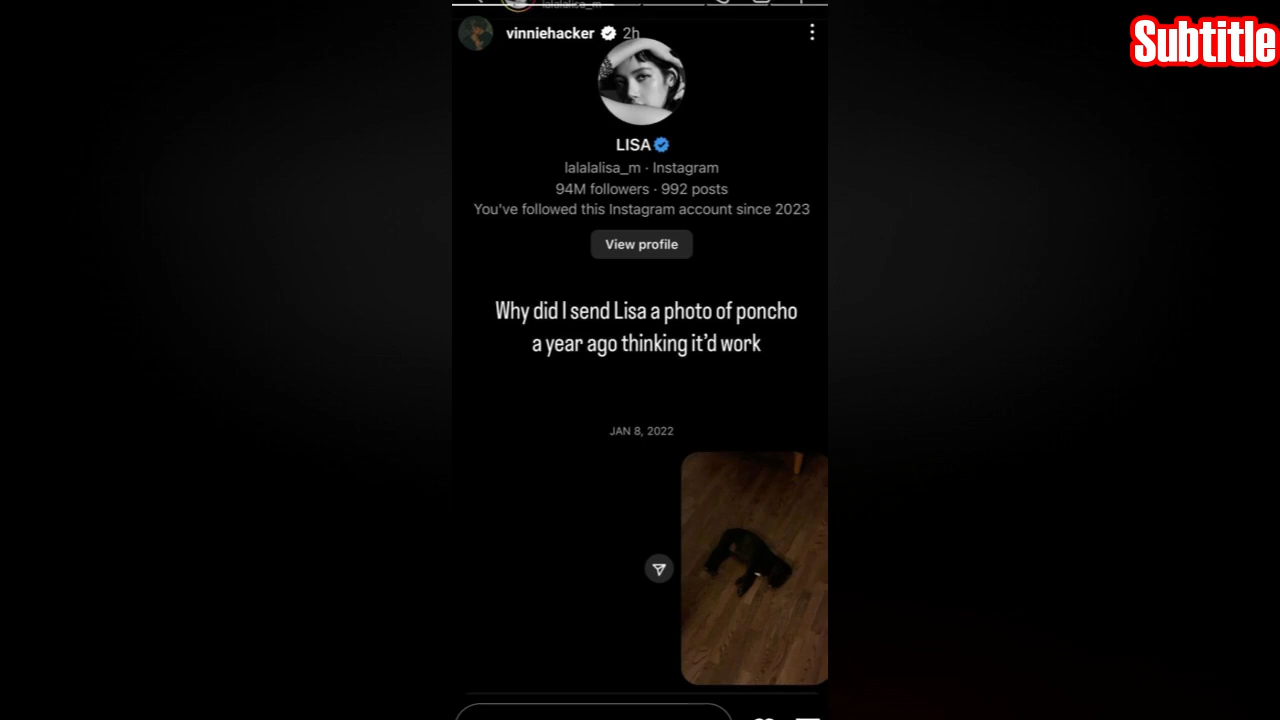 lalalalisa_m
vinniehacker 2h
Subtitle
LISA
lalalalisa_m · Instagram
94M followers · 992 posts
You've followed this Instagram account since 2023
View profile
Why did I send Lisa a photo of poncho
a year ago thinking it'd work
JAN 8, 2022